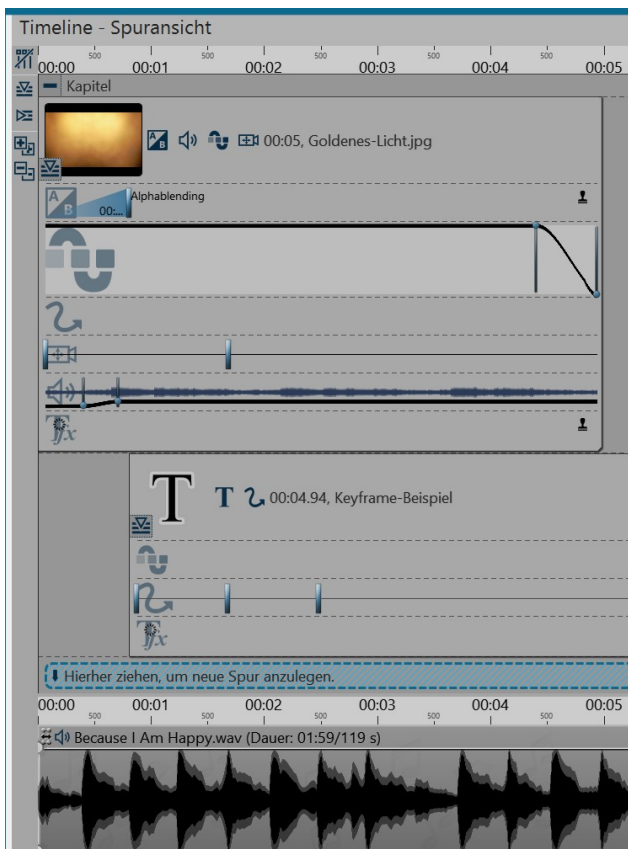 Timeline - Spuransicht
500 500 500 500 500
00:00 00:01 00:02 00:03 00:04 00:05
Kapitel
A B 00:05, Goldenes-Licht.jpg
A B 00:... Alphablending
fx
T T 00:04.94, Keyframe-Beispiel
fx
Hierher ziehen, um neue Spur anzulegen.
00:00 00:01 00:02 00:03 00:04 00:05
500 500 500 500 500
Because I Am Happy.wav (Dauer: 01:59/119 s)